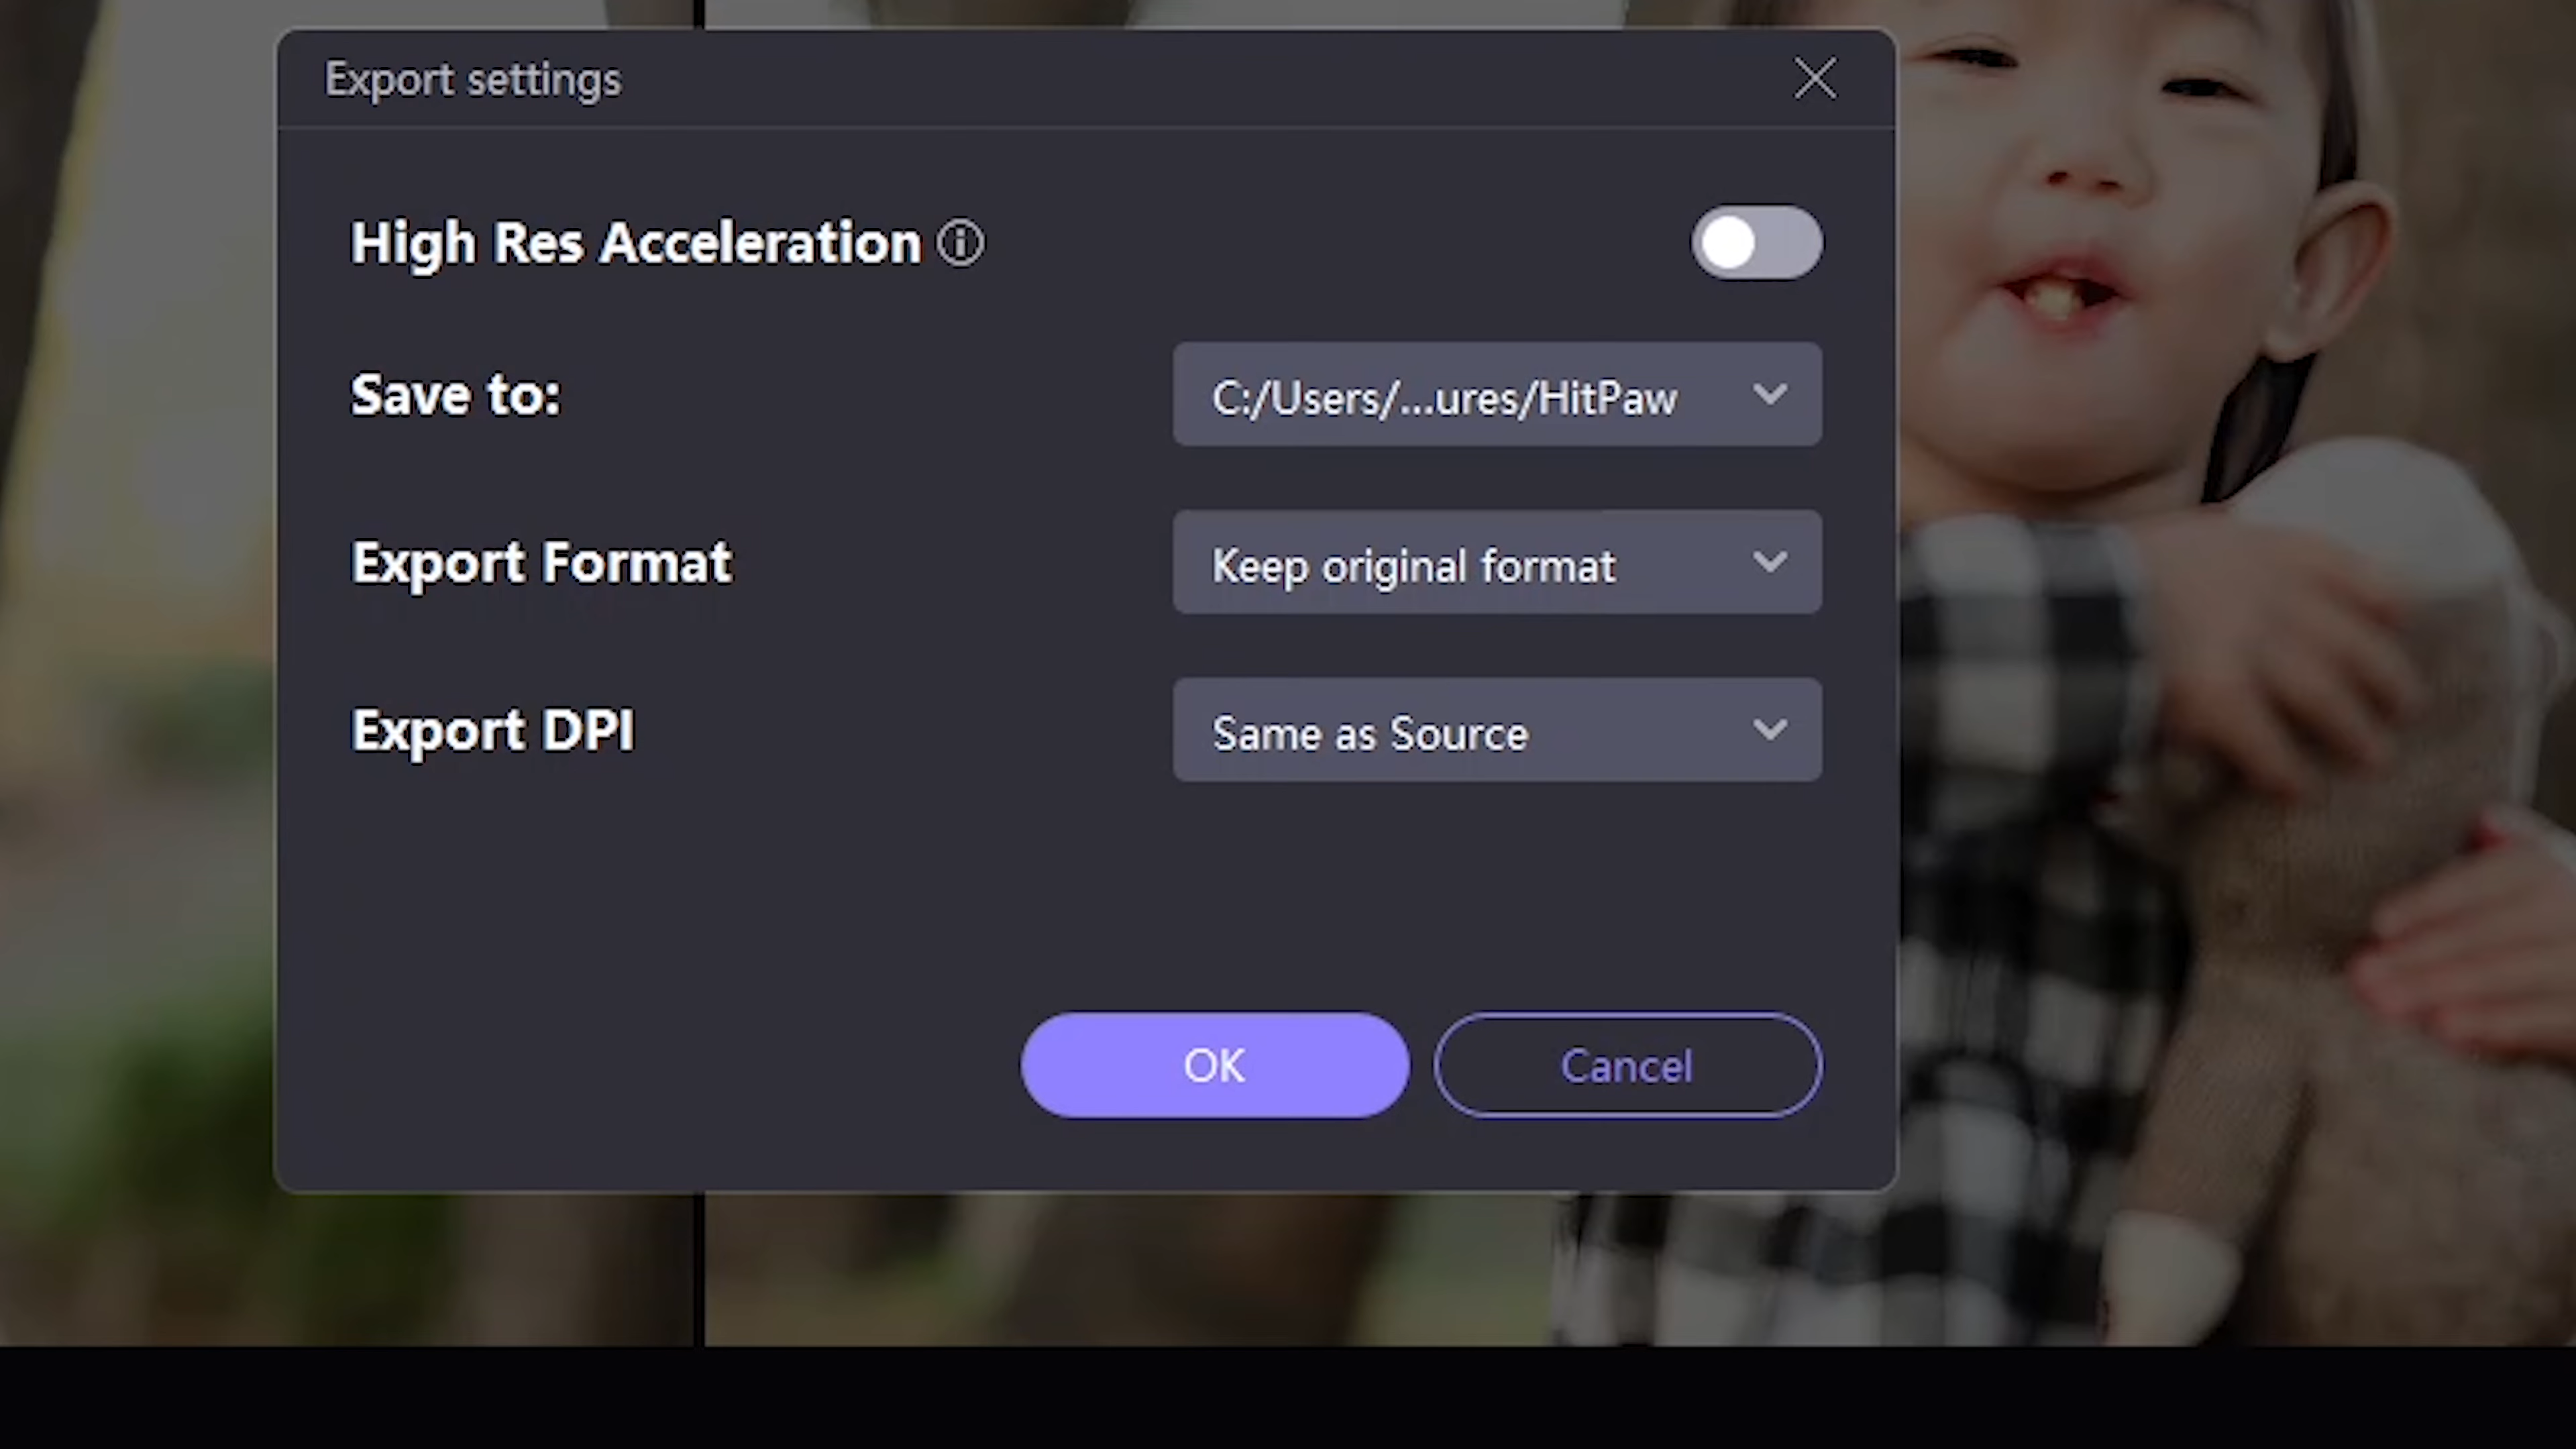 Export settings
High Res Acceleration
Save to:
C:/Users/...ures/HitPaw
Export Format
Keep original format
Export DPI
Same as Source
OK
Cancel